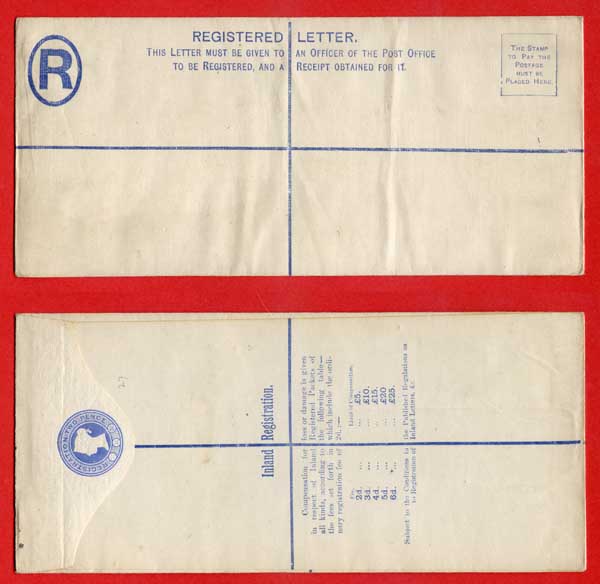 R
REGISTERED LETTER.
THIS LETTER MUST BE GIVEN TO AN OFFICER OF THE POST OFFICE
TO BE REGISTERED, AND A RECEIPT OBTAINED FOR IT.
THE STAMP
TO PAY THE
POSTAGE
MUST BE
PLACED HERE.
27
REGISTRATION TWO PENCE
Inland Registration.
Compensation for loss or damage is given
in respect of Inland Registered Packets of
all kinds, according to the following table—
the fees set forth in which include the ordi-
nary registration fee of 2d.:—
Fee. Limit of Compensation.
2d. ... ... £5.
3d. ... ... £10.
4d. ... ... £15.
5d. ... ... £20
6d. ... £25.
Subject to the Conditions in the Published Regulations as
to Registration of Inland Letters, &c